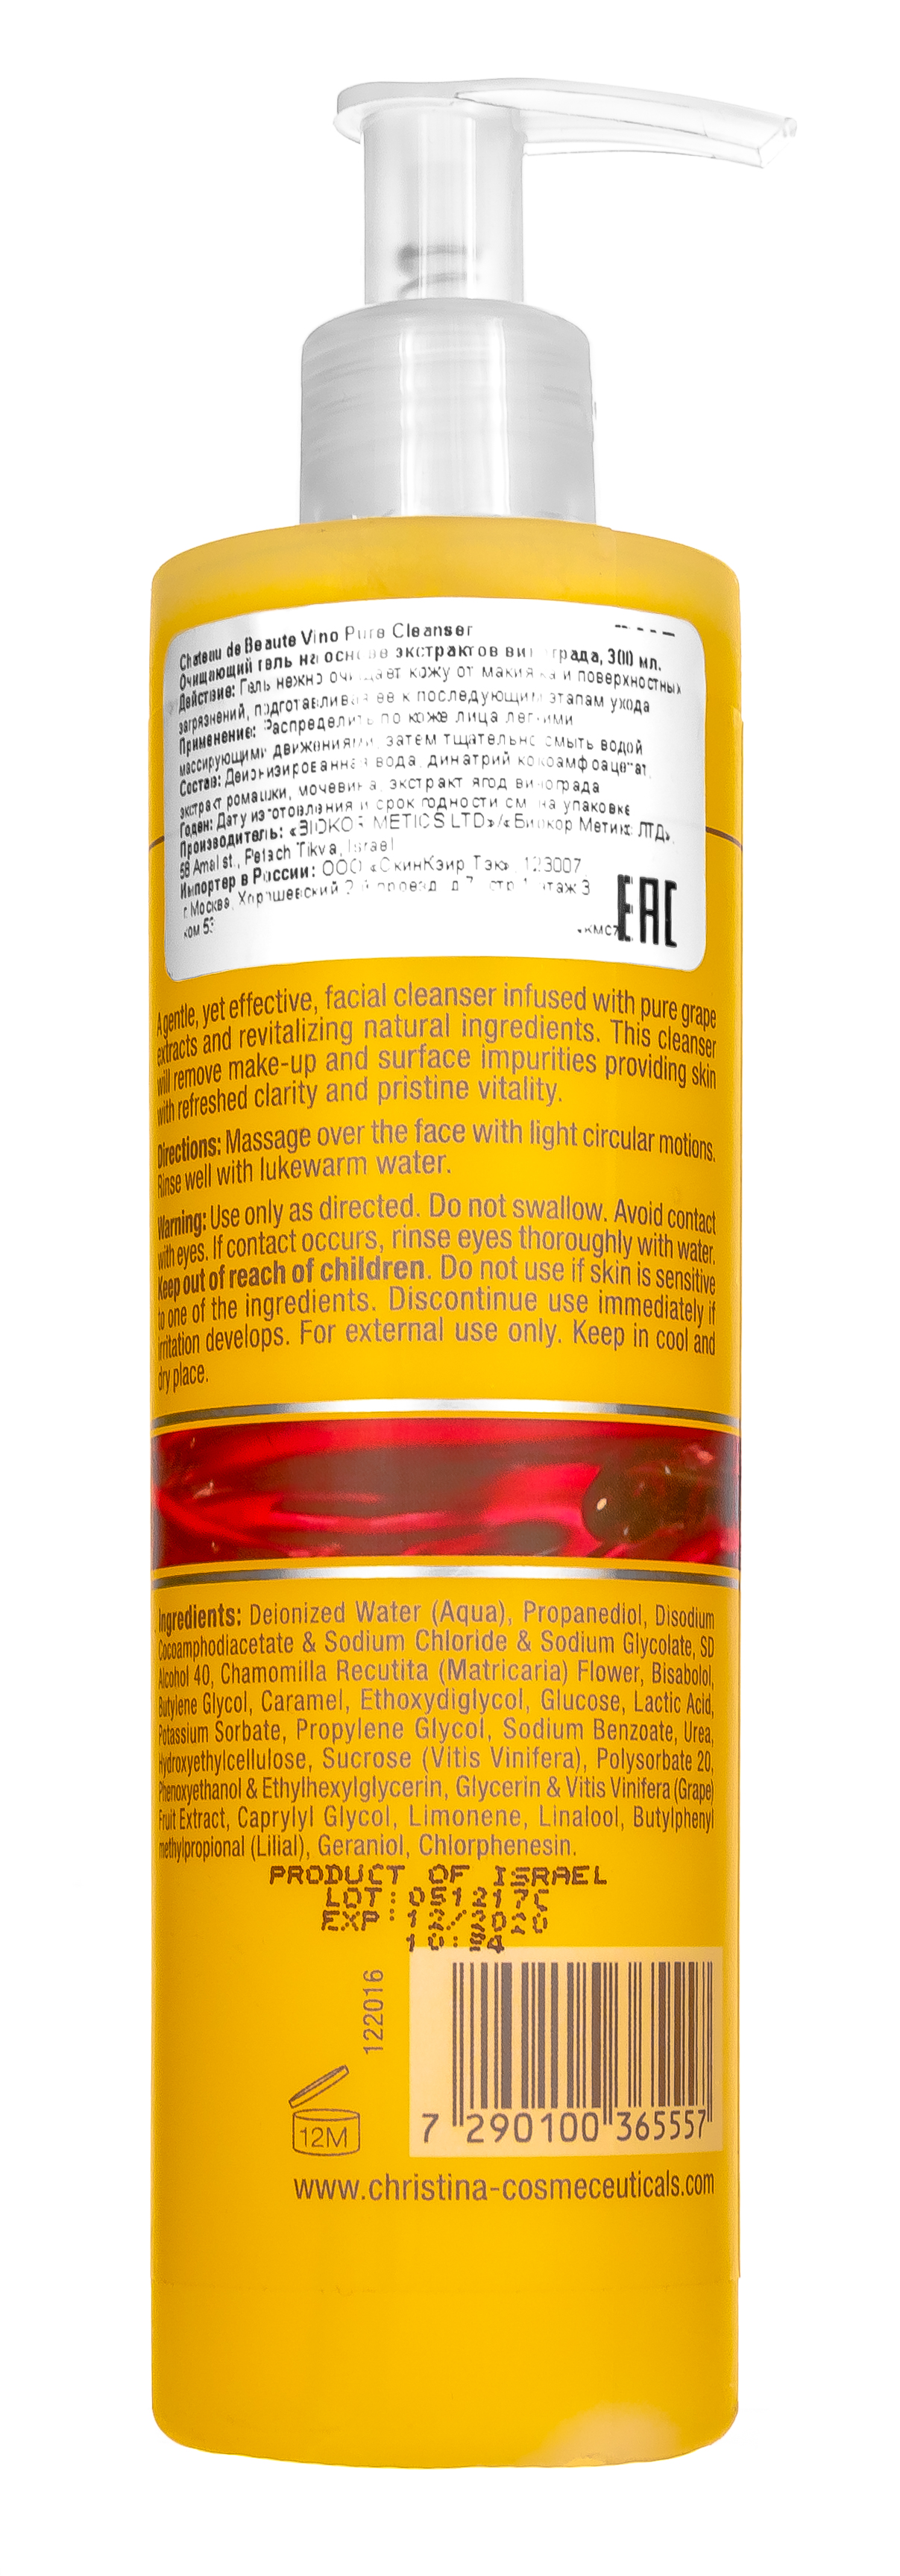 Chateau de Beaute Vino Pure Cleanser
Очищающий гель на основе экстрактов винограда, 300 мл.
Действие: Гель нежно очищает кожу от макияжа и поверхностных
загрязнений, подготавливая ее к последующим этапам ухода
Применение: Распределить по коже лица легкими
массирующими движениями, затем тщательно смыть водой
Состав: Деионизированная вода, динатрий кокоамфоацетат,
экстракт ромашки, мочевина, экстракт ягод винограда
Годен: Дату изготовления и срок годности см. на упаковке
Производитель: «BIOKOSMETICS LTD»/«Биокор Метикс ЛТД»,
Amal st., Petach Tikva, Israel
Импортер в России: ООО «СкинКэир Тэк», 123007,
г. Москва, Хорошевский 2-й проезд, д.7, стр.1, этаж 3
ком
EAC
A gentle, yet effective, facial cleanser infused with pure grape
extracts and revitalizing natural ingredients. This cleanser
will remove make-up and surface impurities providing skin
with refreshed clarity and pristine vitality.
Directions: Massage over the face with light circular motions.
Rinse well with lukewarm water.
Warning: Use only as directed. Do not swallow. Avoid contact
with eyes. If contact occurs, rinse eyes thoroughly with water.
Keep out of reach of children. Do not use if skin is sensitive
to one of the ingredients. Discontinue use immediately if
irritation develops. For external use only. Keep in cool and
dry place.
Ingredients: Deionized Water (Aqua), Propanediol, Disodium
Cocoamphodiacetate & Sodium Chloride & Sodium Glycolate, SD
Alcohol 40, Chamomilla Recutita (Matricaria) Flower, Bisabolol,
Butylene Glycol, Caramel, Ethoxydiglycol, Glucose, Lactic Acid,
Potassium Sorbate, Propylene Glycol, Sodium Benzoate, Urea,
Hydroxyethylcellulose, Sucrose (Vitis Vinifera), Polysorbate 20,
Phenoxyethanol & Ethylhexylglycerin, Glycerin & Vitis Vinifera (Grape)
Fruit Extract, Caprylyl Glycol, Limonene, Linalool, Butylphenyl
methylpropional (Lilial), Geraniol, Chlorphenesin.
PRODUCT OF ISRAEL
LOT: 051217C
EXP: 12/2020
10:34
122016
12M
7 290100 365557
www.christina-cosmeceuticals.com